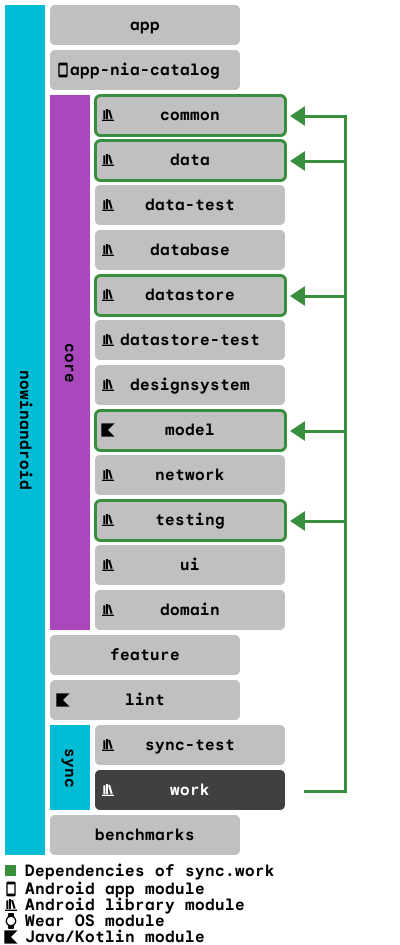 app
app-nia-catalog
common
data
data-test
database
datastore
datastore-test
designsystem
model
network
testing
ui
domain
core
nowinandroid
feature
lint
sync-test
work
sync
benchmarks
Dependencies of sync.work
Android app module
Android library module
Wear OS module
Java/Kotlin module